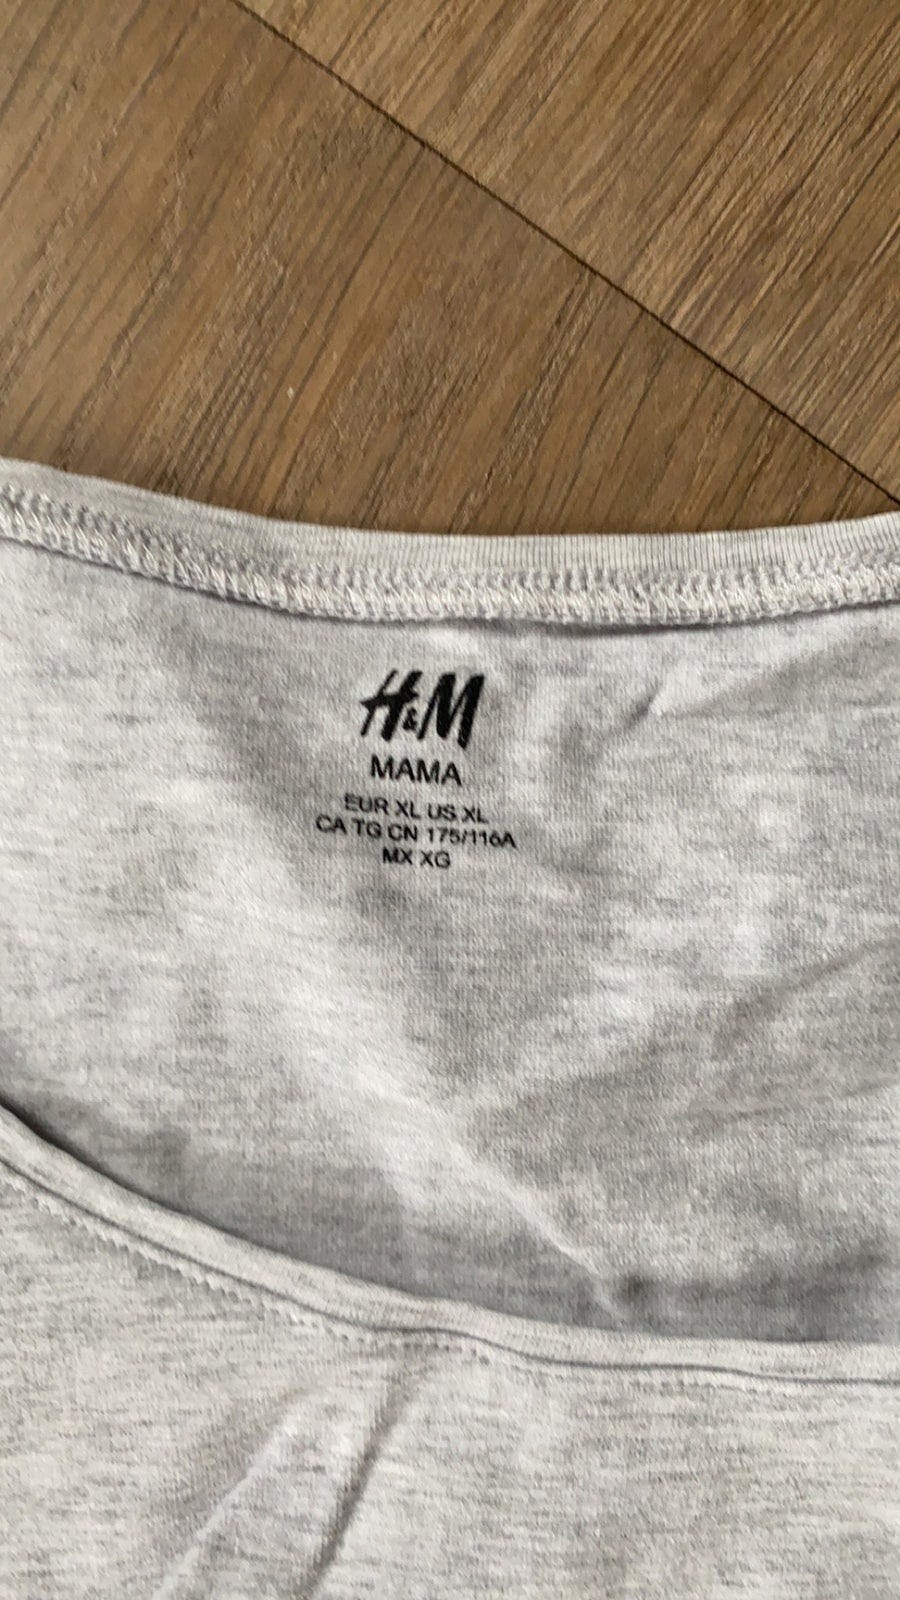 H&M
MAMA
EUR XL US XL
CA TG CN 175/116A
MX XG